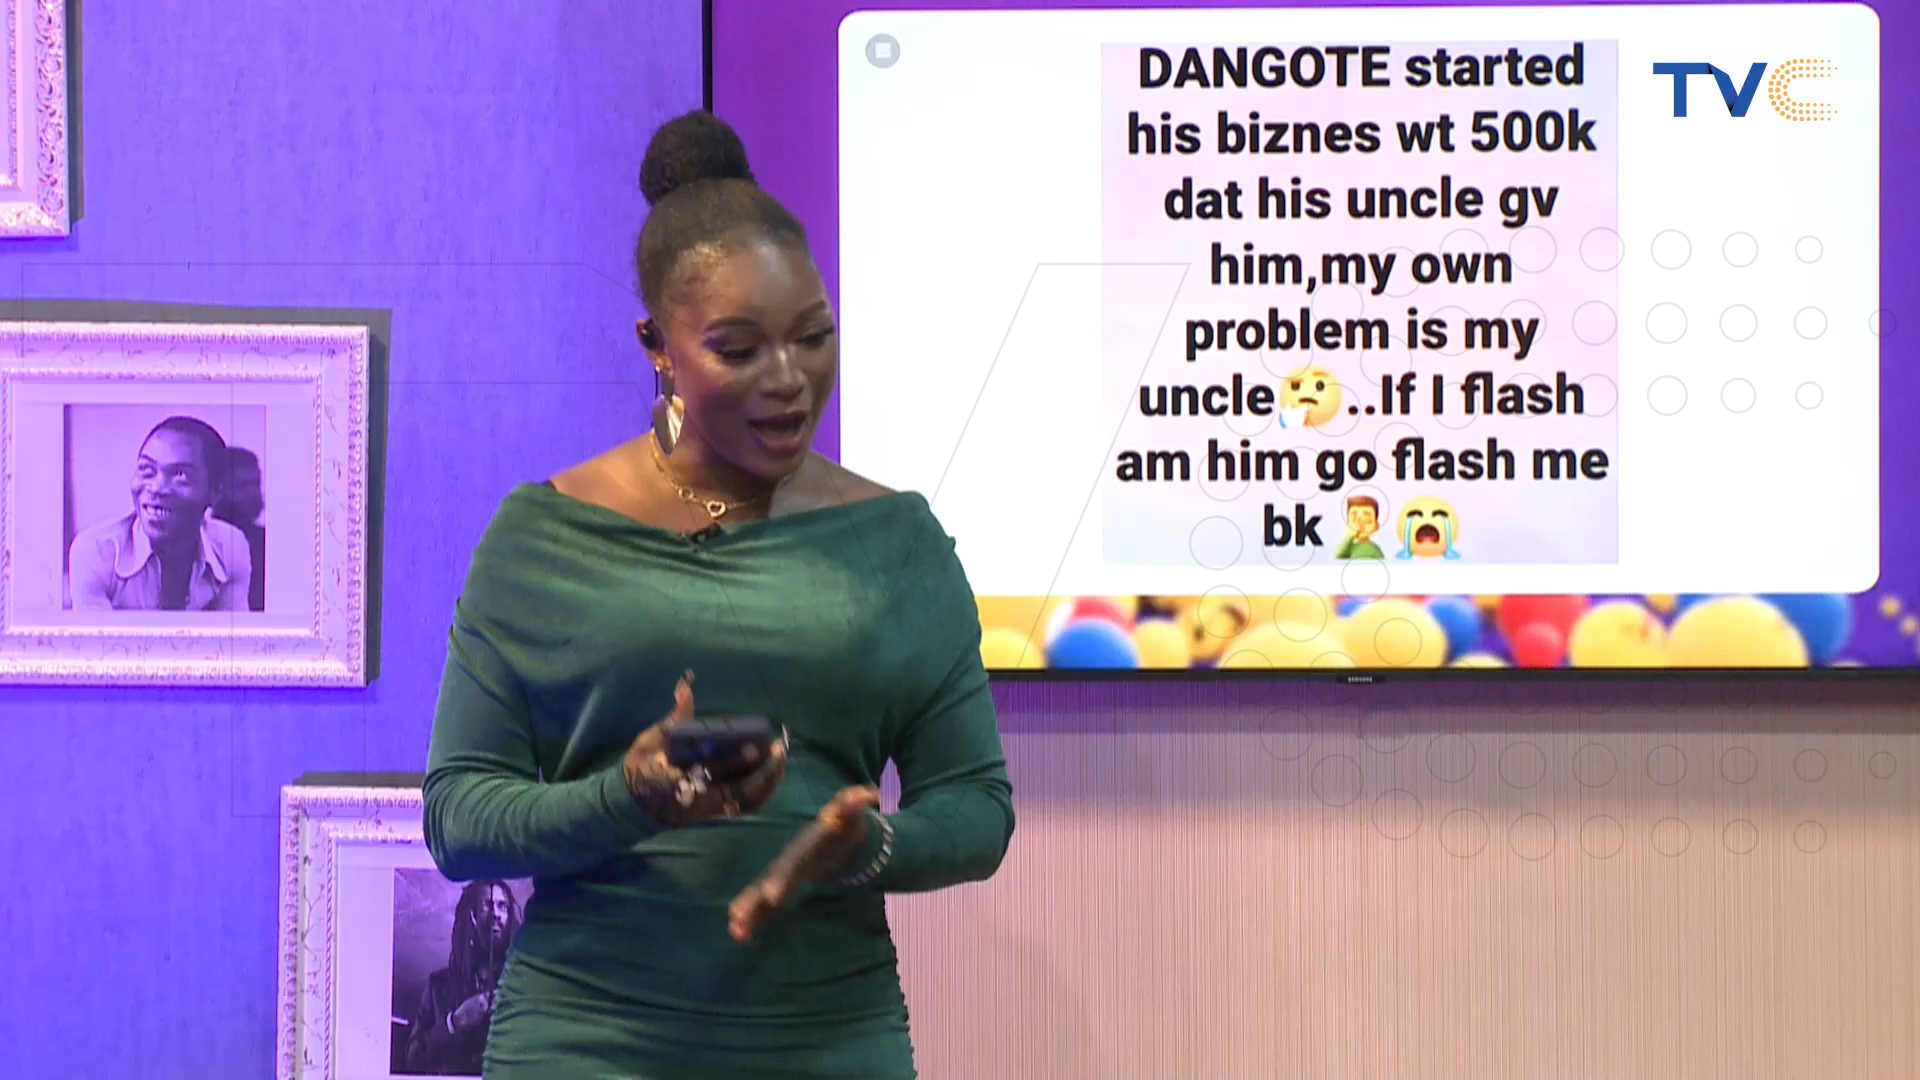 DANGOTE started
his biznes wt 500k
dat his uncle gv
him,my own
problem is my
uncle🤔..If I flash
am him go flash me
bk 🤦‍♂️😭
TVC
SAMSUNG